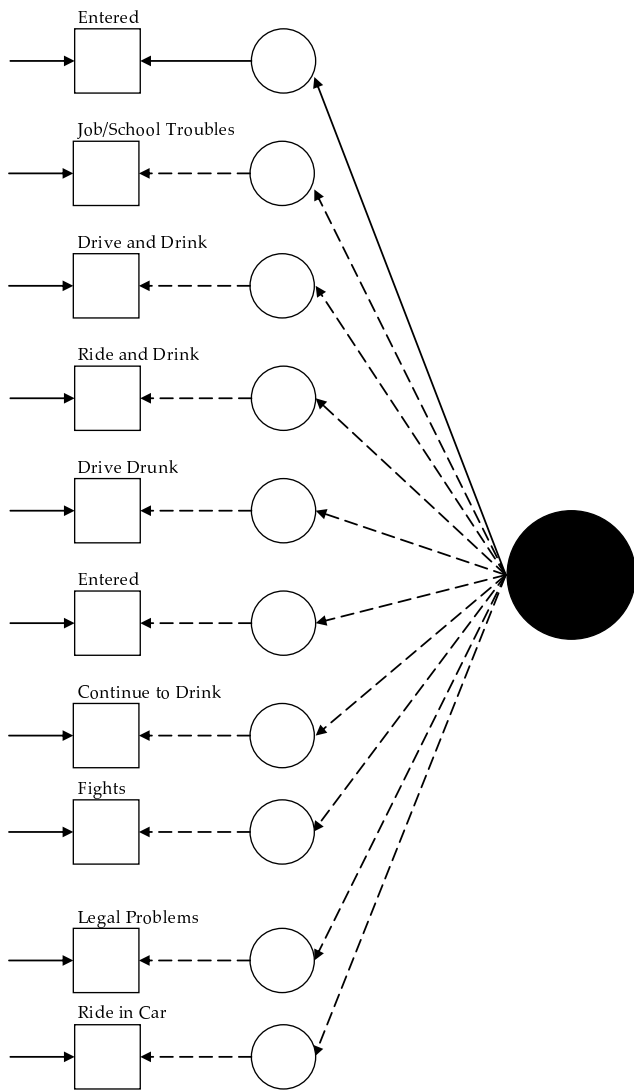 Entered
Job/School Troubles
Drive and Drink
Ride and Drink
Drive Drunk
Entered
Continue to Drink
Fights
Legal Problems
Ride in Car